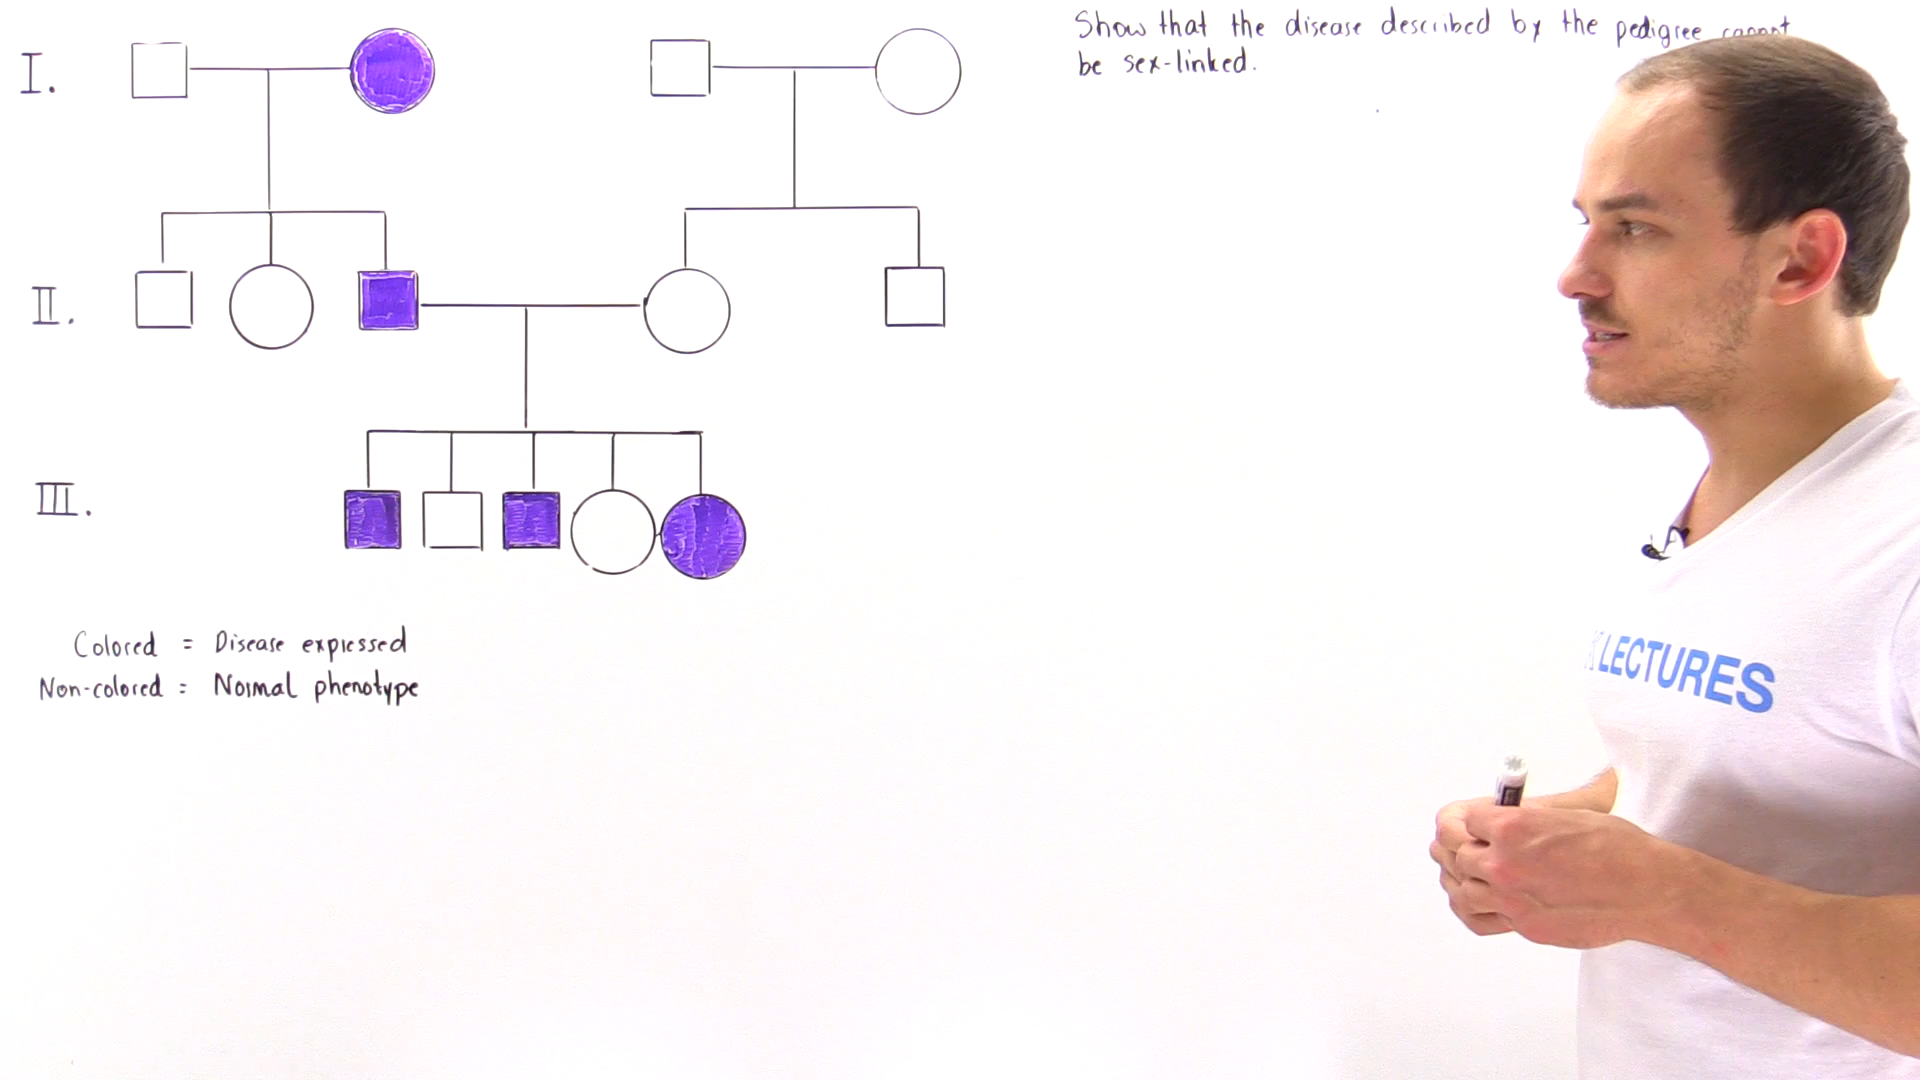 Show that the disease described by the pedigree cannot
be sex-linked.
I.
II.
III.
Colored = Disease expressed
Non-colored = Normal phenotype
LECTURES